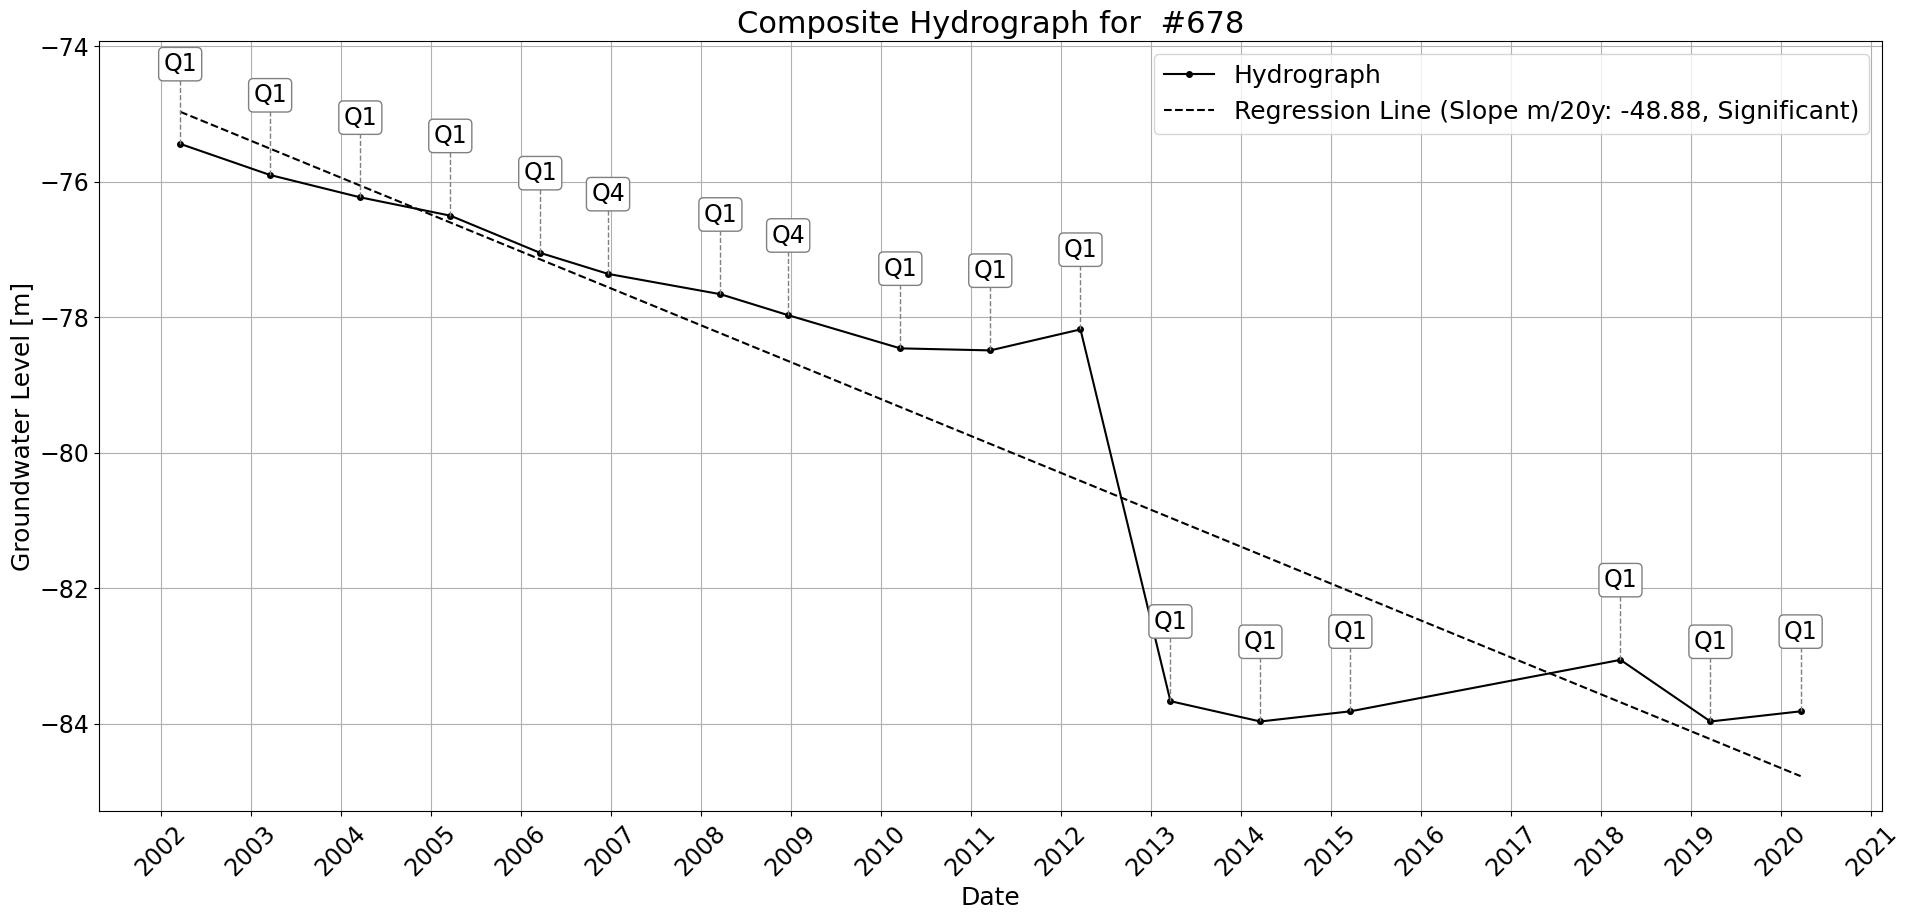 Composite Hydrograph for  #678
Hydrograph
Regression Line (Slope m/20y: -48.88, Significant)
Groundwater Level [m]
−74
−76
−78
−80
−82
−84
Q1
Q1
Q1
Q1
Q1
Q4
Q1
Q4
Q1
Q1
Q1
Q1
Q1
Q1
Q1
Q1
Q1
2002
2003
2004
2005
2006
2007
2008
2009
2010
2011
2012
2013
2014
2015
2016
2017
2018
2019
2020
2021
Date